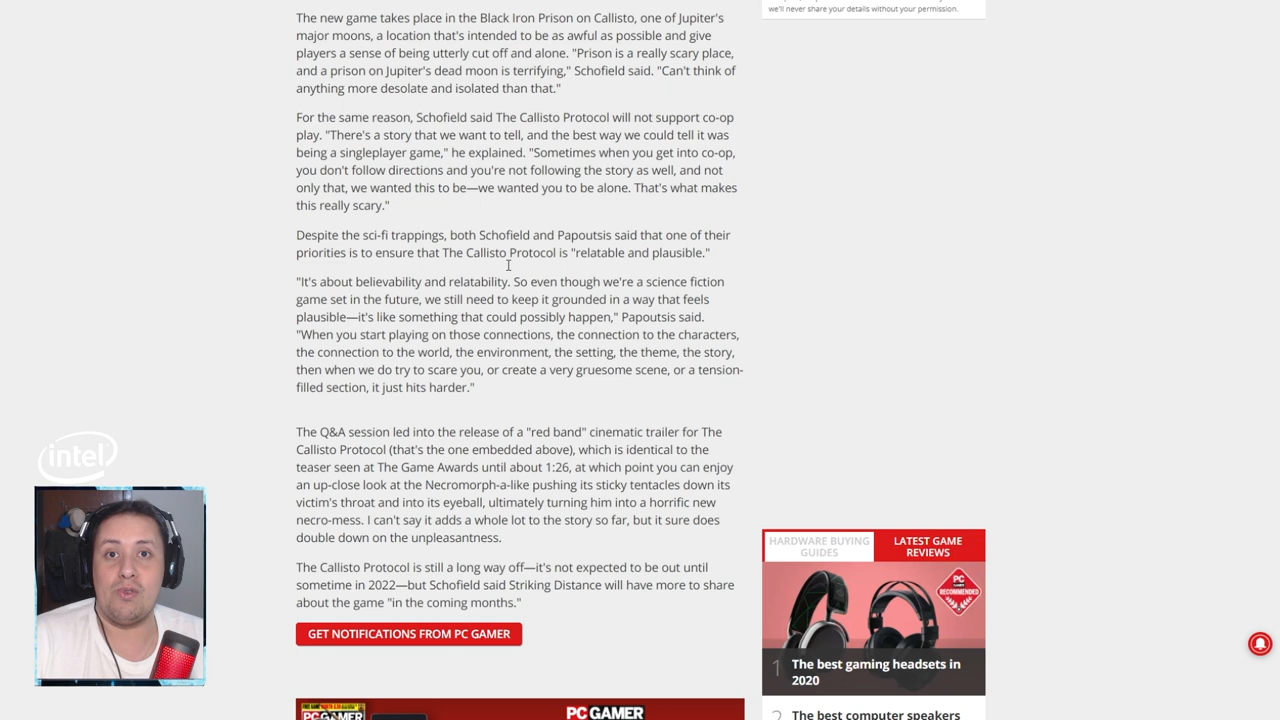 we'll never share your details without your permission.
The new game takes place in the Black Iron Prison on Callisto, one of Jupiter's
major moons, a location that's intended to be as awful as possible and give
players a sense of being utterly cut off and alone. "Prison is a really scary place,
and a prison on Jupiter's dead moon is terrifying," Schofield said. "Can't think of
anything more desolate and isolated than that."
For the same reason, Schofield said The Callisto Protocol will not support co-op
play. "There's a story that we want to tell, and the best way we could tell it was
being a singleplayer game," he explained. "Sometimes when you get into co-op,
you don't follow directions and you're not following the story as well, and not
only that, we wanted this to be—we wanted you to be alone. That's what makes
this really scary."
Despite the sci-fi trappings, both Schofield and Papoutsis said that one of their
priorities is to ensure that The Callisto Protocol is "relatable and plausible."
"It's about believability and relatability. So even though we're a science fiction
game set in the future, we still need to keep it grounded in a way that feels
plausible—it's like something that could possibly happen," Papoutsis said.
"When you start playing on those connections, the connection to the characters,
the connection to the world, the environment, the setting, the theme, the story,
then when we do try to scare you, or create a very gruesome scene, or a tension-
filled section, it just hits harder."
The Q&A session led into the release of a "red band" cinematic trailer for The
Callisto Protocol (that's the one embedded above), which is identical to the
teaser seen at The Game Awards until about 1:26, at which point you can enjoy
an up-close look at the Necromorph-a-like pushing its sticky tentacles down its
victim's throat and into its eyeball, ultimately turning him into a horrific new
necro-mess. I can't say it adds a whole lot to the story so far, but it sure does
double down on the unpleasantness.
The Callisto Protocol is still a long way off—it's not expected to be out until
sometime in 2022—but Schofield said Striking Distance will have more to share
about the game "in the coming months."
GET NOTIFICATIONS FROM PC GAMER
PC GAMER
PC GAMER
intel
HARDWARE BUYING
GUIDES
LATEST GAME
REVIEWS
PC
GAMER
RECOMMENDED
1 The best gaming headsets in
2020
2 The best computer speakers